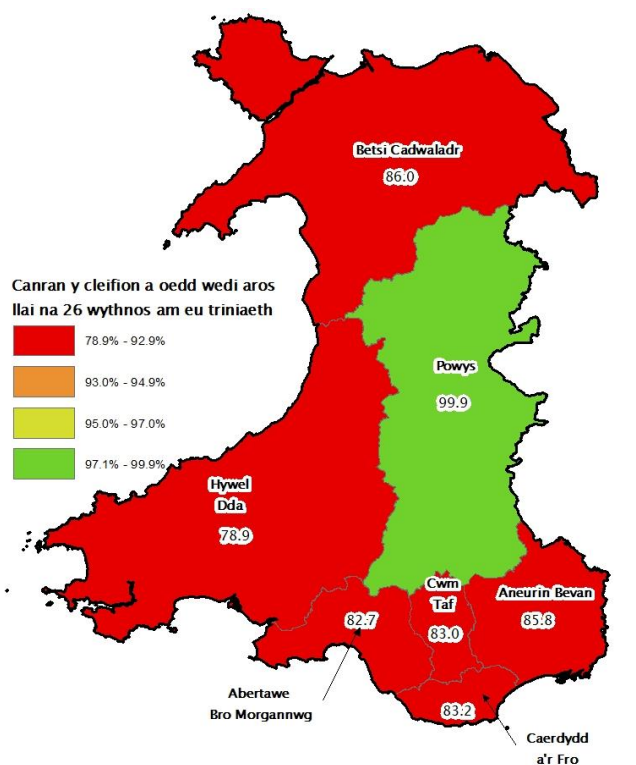 Betsi Cadwaladr
86.0
Canran y cleifion a oedd wedi aros
llai na 26 wythnos am eu triniaeth
78.9% - 92.9%
93.0% - 94.9%
95.0% - 97.0%
97.1% - 99.9%
Powys
99.9
Hywel
Dda
78.9
Cwm
Taf
83.0
Aneurin Bevan
85.8
82.7
Abertawe
Bro Morgannwg
83.2
Caerdydd
a'r Fro